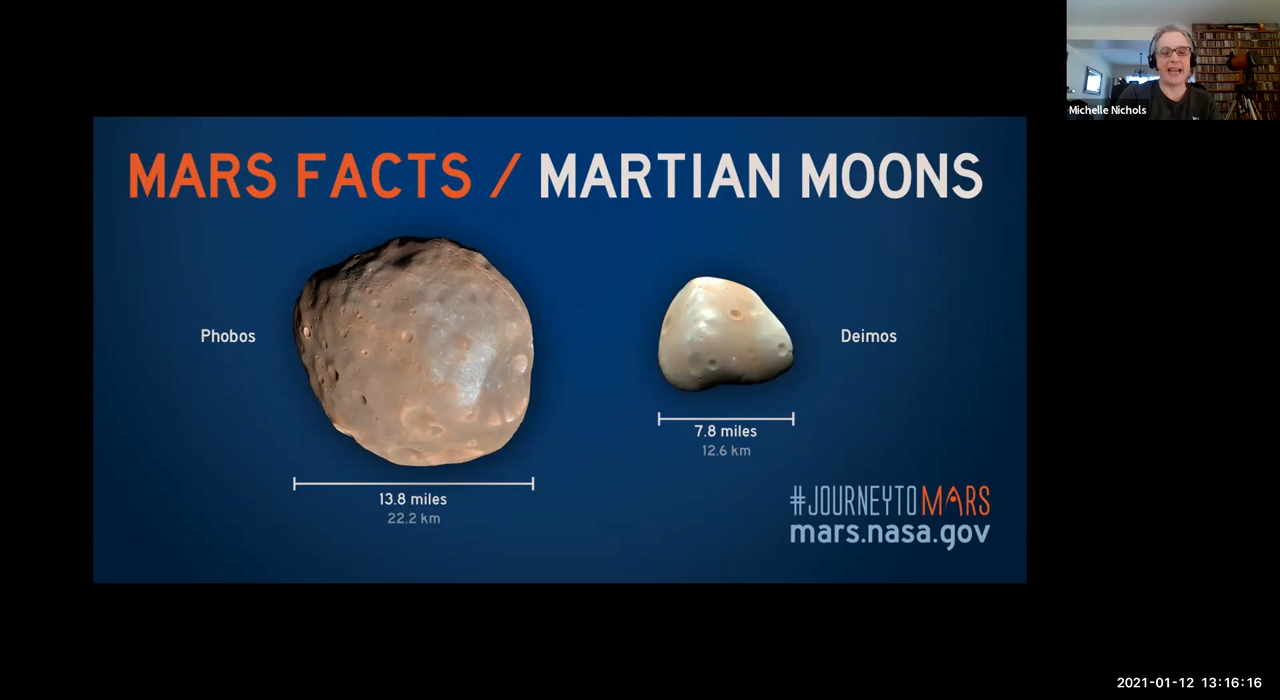 Michelle Nichols
MARS FACTS / MARTIAN MOONS
Phobos
Deimos
7.8 miles
12.6 km
13.8 miles
22.2 km
#JOURNEYTOMARS
mars.nasa.gov
2021-01-12 13:16:16